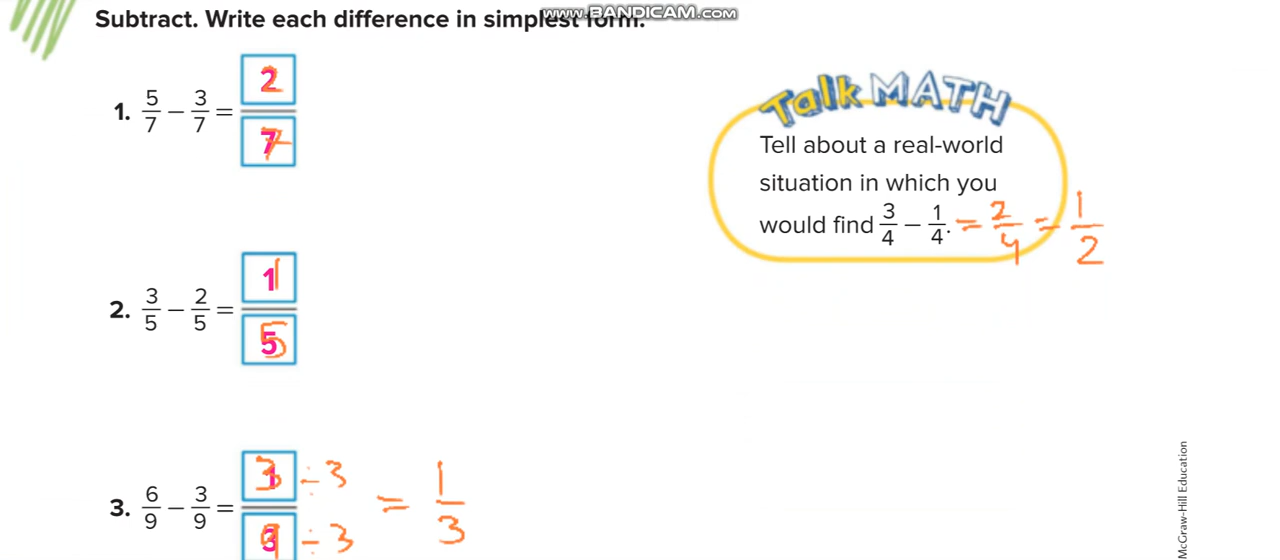 www.BANDICAM.com
Subtract. Write each difference in simplest form.
1. 5/7 − 3/7 = 2/7
Talk MATH
Tell about a real-world
situation in which you
would find 3/4 − 1/4. = 2/4 = 1/2
2. 3/5 − 2/5 = 1/5
3. 6/9 − 3/9 = 3/9 ÷ 3 / ÷ 3 = 1/3
McGraw-Hill Education